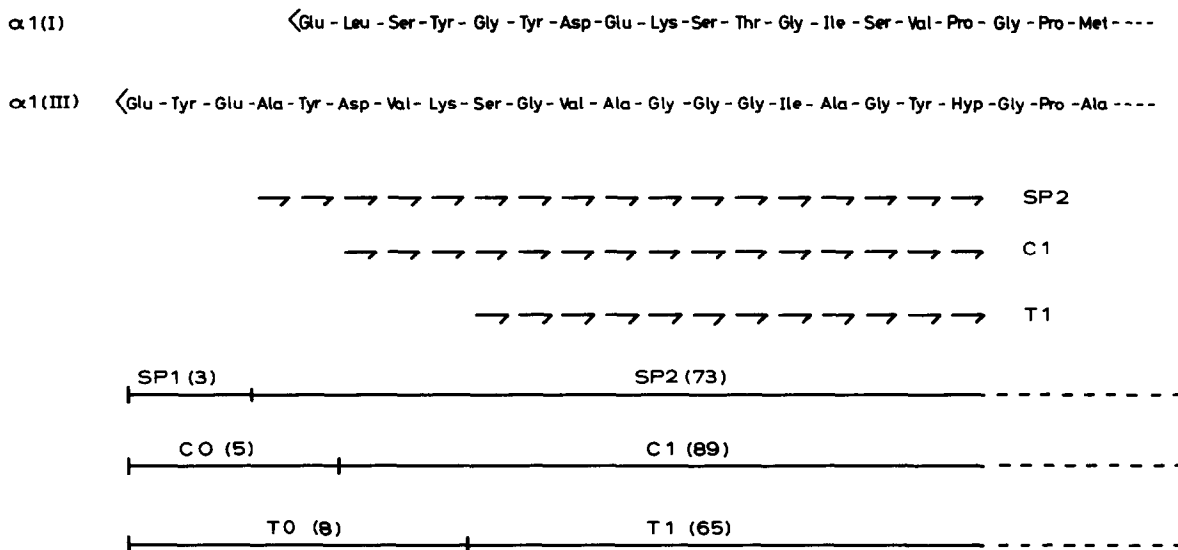 α1(I) <Glu - Leu - Ser - Tyr - Gly - Tyr - Asp - Glu - Lys - Ser - Thr - Gly - Ile - Ser - Val - Pro - Gly - Pro - Met ----
α1(III) <Glu - Tyr - Glu - Ala - Tyr - Asp - Val - Lys - Ser - Gly - Val - Ala - Gly - Gly - Gly - Ile - Ala - Gly - Tyr - Hyp - Gly - Pro - Ala ----
SP2
C1
T1
SP1 (3) SP2 (73)
C0 (5) C1 (89)
T0 (8) T1 (65)